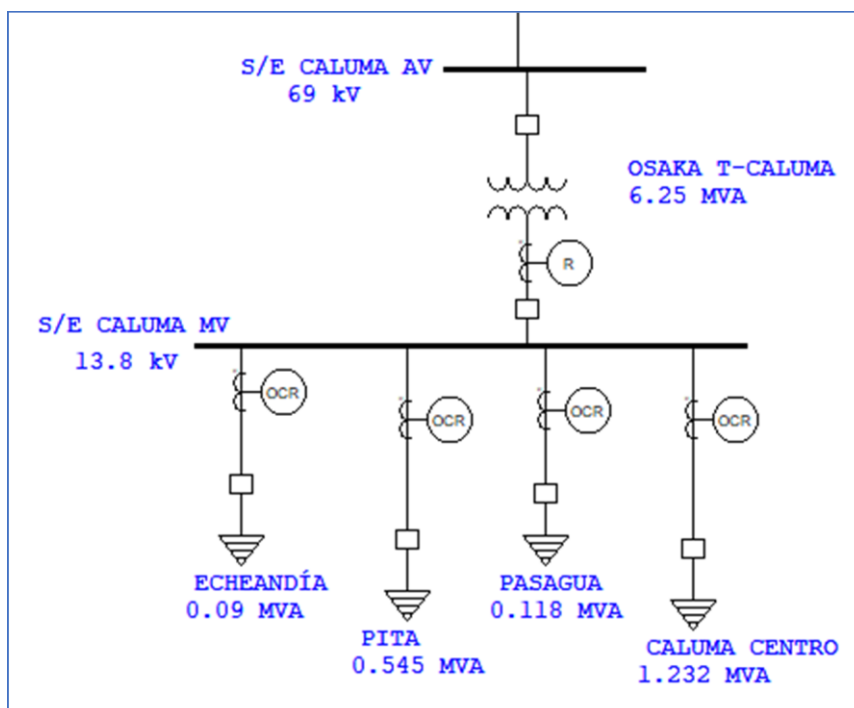 S/E CALUMA AV
69 kV
OSAKA T-CALUMA
6.25 MVA
R
S/E CALUMA MV
13.8 kV
OCR
OCR
OCR
OCR
ECHEANDÍA
0.09 MVA
PITA
0.545 MVA
PASAGUA
0.118 MVA
CALUMA CENTRO
1.232 MVA